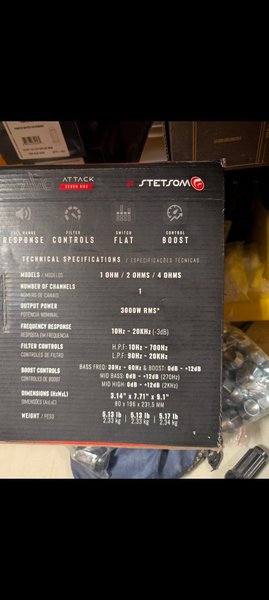 ATTACK
3000W RMS
STETSOM
FULL RANGE
RESPONSE
FILTER
CONTROLS
SWITCH
FLAT
CONTROL
BOOST
TECHNICAL SPECIFICATIONS / ESPECIFICAÇÕES TÉCNICAS
MODELS / MODELOS 1 OHM / 2 OHMS / 4 OHMS
NUMBER OF CHANNELS
NÚMERO DE CANAIS 1
OUTPUT POWER
POTÊNCIA NOMINAL 3000W RMS*
FREQUENCY RESPONSE
RESPOSTA EM FREQUÊNCIA 10Hz ~ 20KHz (-3dB)
FILTER CONTROLS
CONTROLES DE FILTRO
H.P.F: 10Hz ~ 700Hz
L.P.F: 90Hz ~ 20KHz
BOOST CONTROLS
CONTROLES DE BOOST
BASS FREQ: 30Hz ~ 60Hz & BOOST: 0dB ~ +12dB
MID BASS: 0dB ~ +12dB (270Hz)
MID HIGH: 0dB ~ +12dB (2KHz)
DIMENSIONS (HxWxL)
DIMENSÕES (AxLxC)
3.14" x 7.71" x 9.1"
80 x 196 x 231,5 MM
WEIGHT / PESO
5.13 lb
2.33 kg
5.13 lb
2.33 kg
5.17 lb
2.34 kg